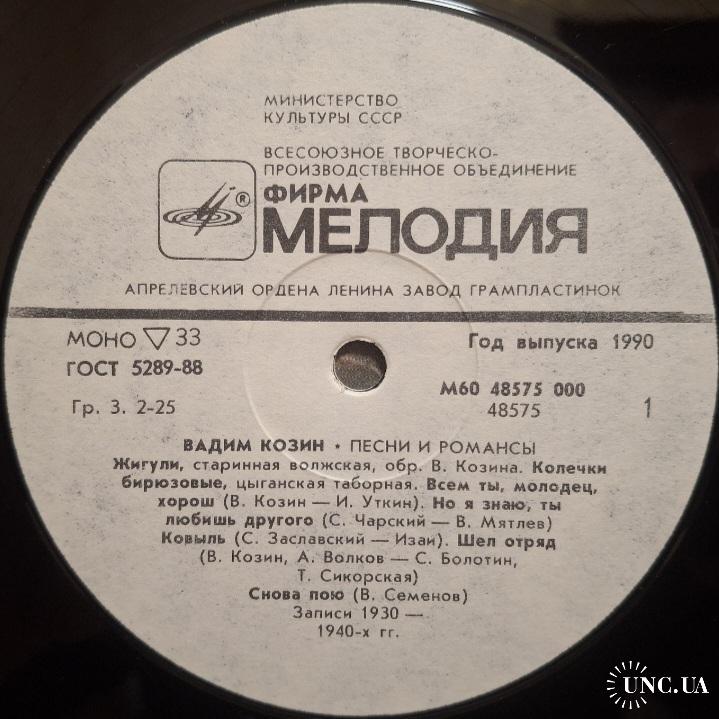 МИНИСТЕРСТВО
КУЛЬТУРЫ СССР
ВСЕСОЮЗНОЕ ТВОРЧЕСКО-
ПРОИЗВОДСТВЕННОЕ ОБЪЕДИНЕНИЕ
®
ФИРМА
МЕЛОДИЯ
АПРЕЛЕВСКИЙ ОРДЕНА ЛЕНИНА ЗАВОД ГРАМПЛАСТИНОК
МОНО ▽ 33
Год выпуска 1990
ГОСТ 5289-88
М60 48575 000
Гр. 3. 2-25
48575
1
ВАДИМ КОЗИН • ПЕСНИ И РОМАНСЫ
Жигули, старинная волжская, обр. В. Козина. Колечки
бирюзовые, цыганская таборная. Всем ты, молодец,
хорош (В. Козин — И. Уткин). Но я знаю, ты
любишь другого (С. Чарский — В. Мятлев)
Ковыль (С. Заславский — Изаи). Шел отряд
(В. Козин, А. Волков — С. Болотин,
Т. Сикорская)
Снова пою (В. Семенов)
Записи 1930 —
1940-х гг.
UNC.UA